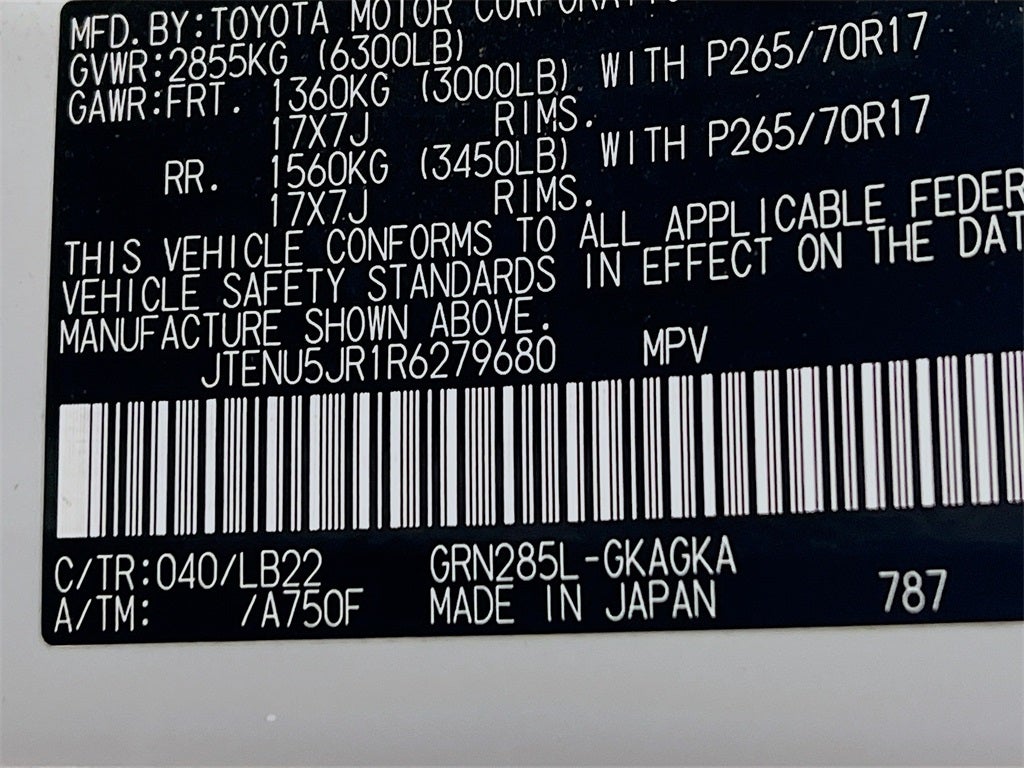 MFD. BY: TOYOTA MOTOR
GVWR: 2855KG (6300LB)
GAWR: FRT. 1360KG (3000LB) WITH P265/70R17
17X7J RIMS.
RR. 1560KG (3450LB) WITH P265/70R17
17X7J RIMS.
THIS VEHICLE CONFORMS TO ALL APPLICABLE FEDER
VEHICLE SAFETY STANDARDS IN EFFECT ON THE DAT
MANUFACTURE SHOWN ABOVE.
JTENU5JR1R6279680 MPV
C/TR: 040/LB22 GRN285L-GKAGKA
A/TM: /A750F MADE IN JAPAN 787